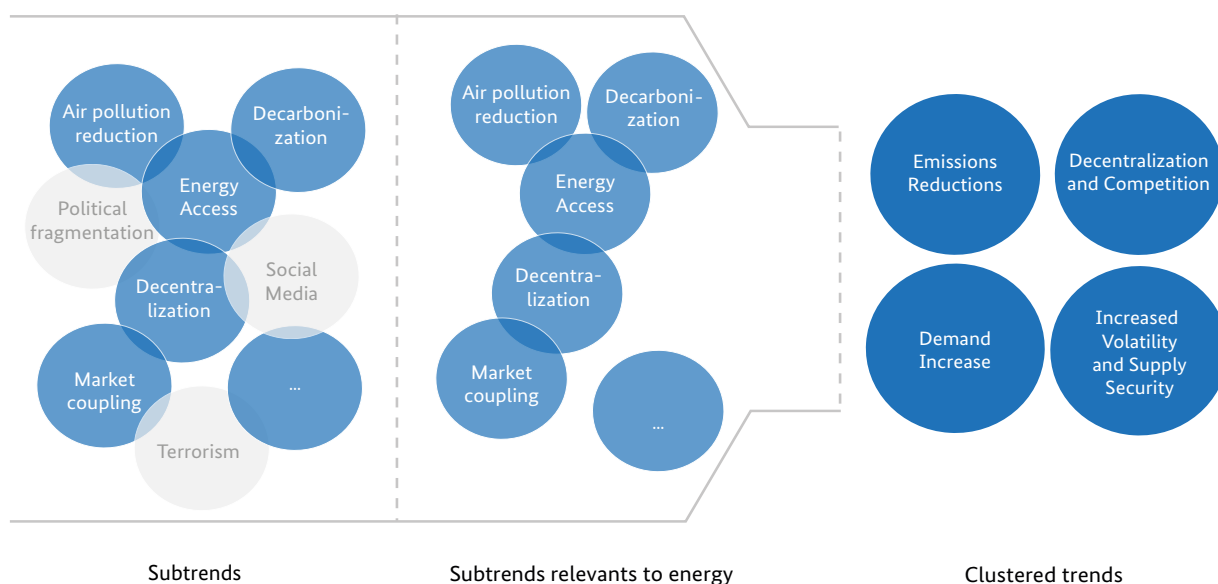 Air pollution
reduction
Decarboni-
zation
Energy
Access
Political
fragmentation
Social
Media
Decentra-
lization
Market
coupling
...
Terrorism
Subtrends
Air pollution
reduction
Decarboni-
zation
Energy
Access
Decentra-
lization
Market
coupling
...
Subtrends relevants to energy
Emissions
Reductions
Decentralization
and Competition
Demand
Increase
Increased
Volatility
and Supply
Security
Clustered trends